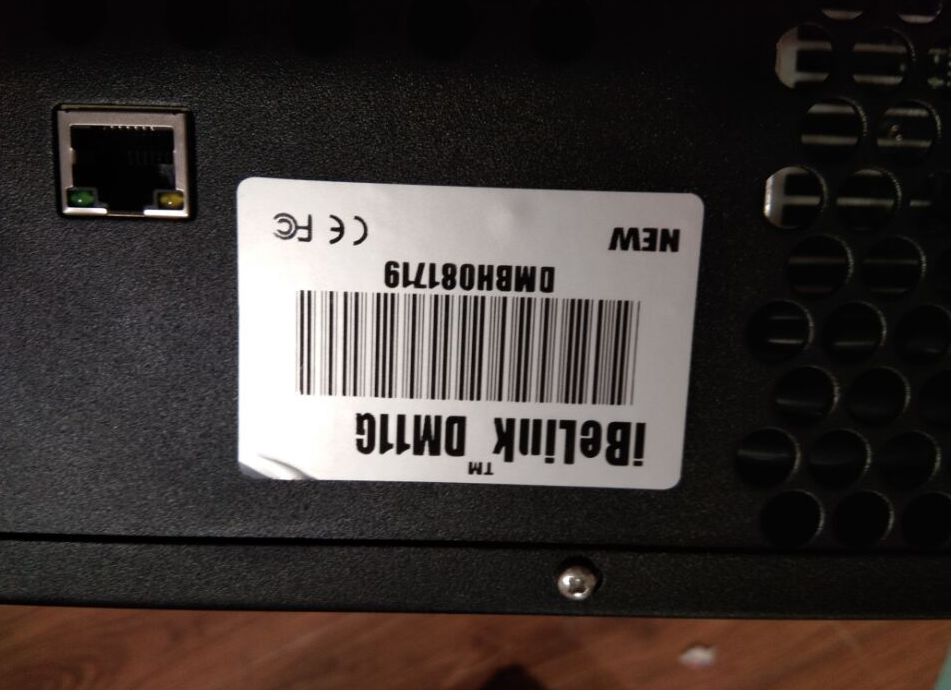 iBeLink™ DM11G
DMBH081719
NEW CE FC